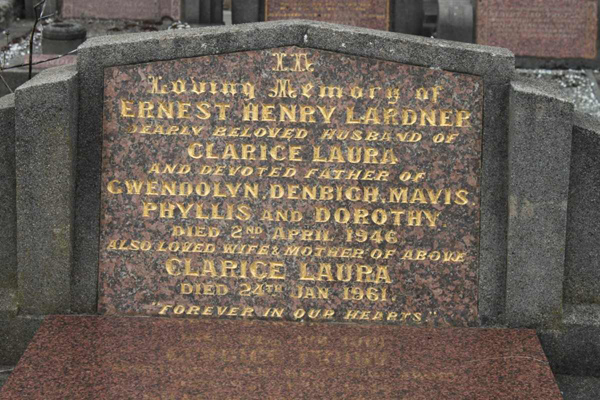 In
Loving Memory of
ERNEST HENRY LARDNER
DEARLY BELOVED HUSBAND OF
CLARICE LAURA
AND DEVOTED FATHER OF
GWENDOLYN, DENBIGH, MAVIS,
PHYLLIS AND DOROTHY
DIED 2ND APRIL 1946
ALSO LOVED WIFE & MOTHER OF ABOVE
CLARICE LAURA
DIED 24TH JAN 1961.
"FOREVER IN OUR HEARTS"